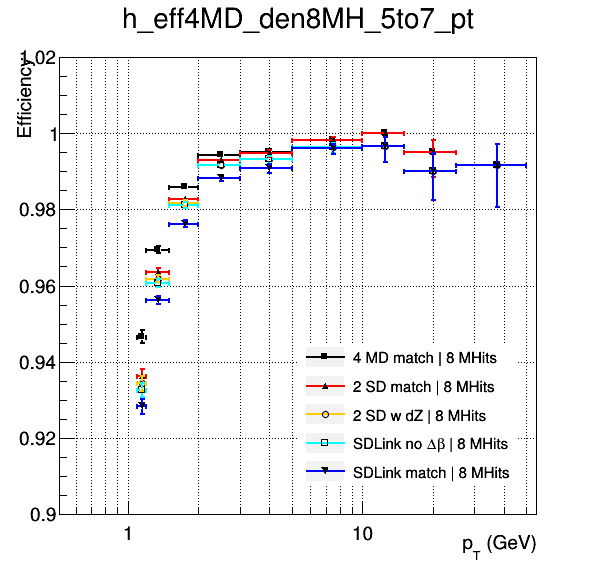 h_eff4MD_den8MH_5to7_pt
Efficiency
1.02
1
0.98
0.96
0.94
0.92
0.9
4 MD match | 8 MHits
2 SD match | 8 MHits
2 SD w dZ | 8 MHits
SDLink no Δβ | 8 MHits
SDLink match | 8 MHits
1
10
p_T (GeV)